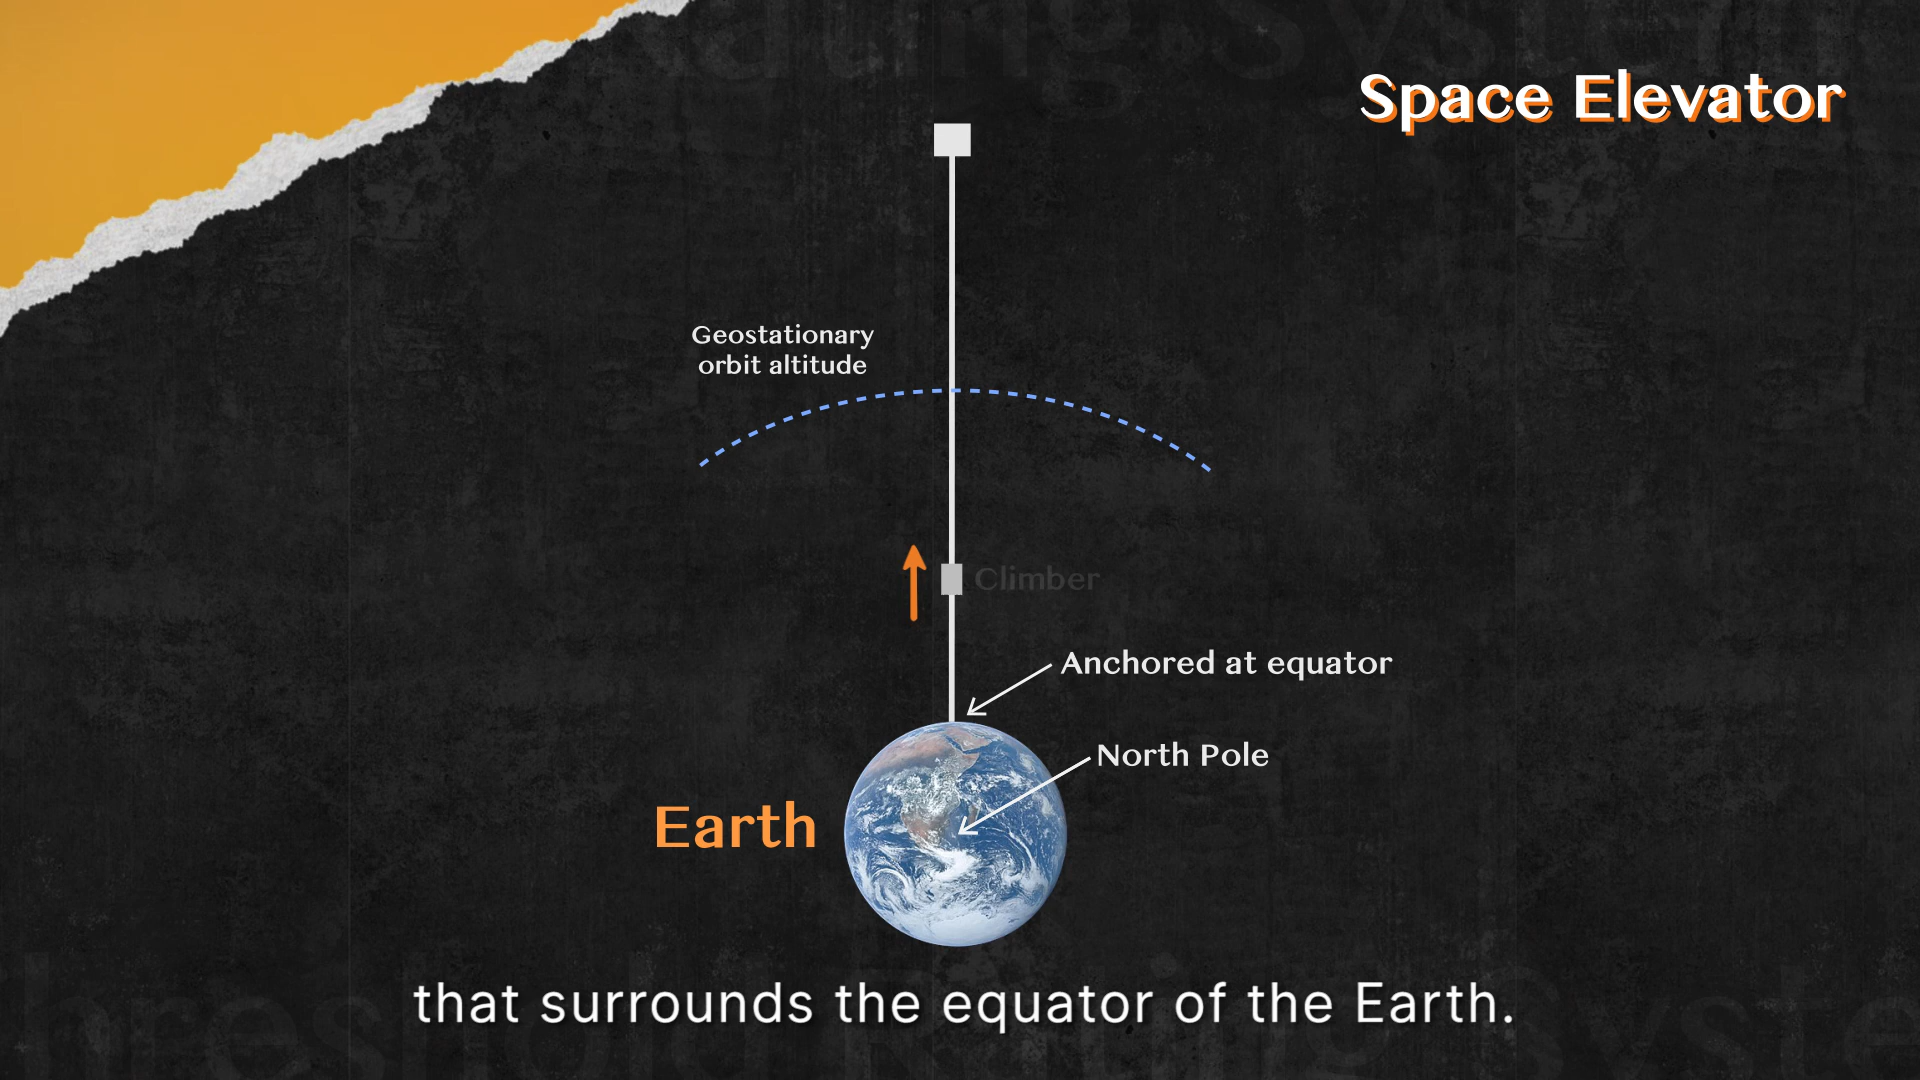 Space Elevator
Geostationary
orbit altitude
Climber
Anchored at equator
North Pole
Earth
that surrounds the equator of the Earth.